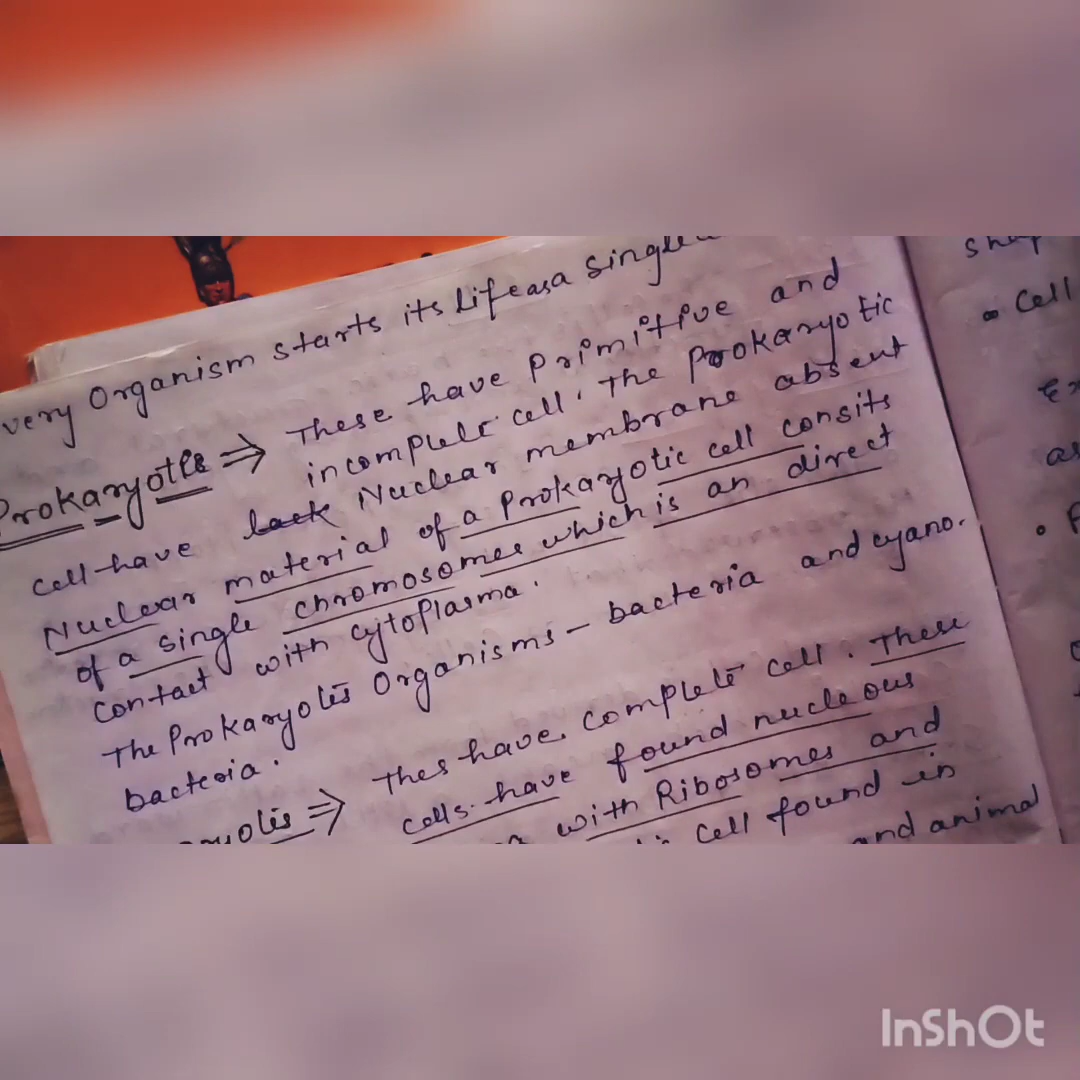 very Organism starts its Life as a Single
Prokaryotis ⇒ These have Primitive and
incomplete cell. The Prokaryotic
cell have lack Nuclear membrane absent
Nuclear material of a Prokaryotic cell consits
of a single chromosomes which is an direct
contact with cytoplasma.
The Prokaryotis Organisms - bacteria and cyano.
bacteria.
ryotis ⇒ Thes have complete cell. These
cells have found nucleous
with Ribosomes and
cell found in
and animal
• Cell
InShOt